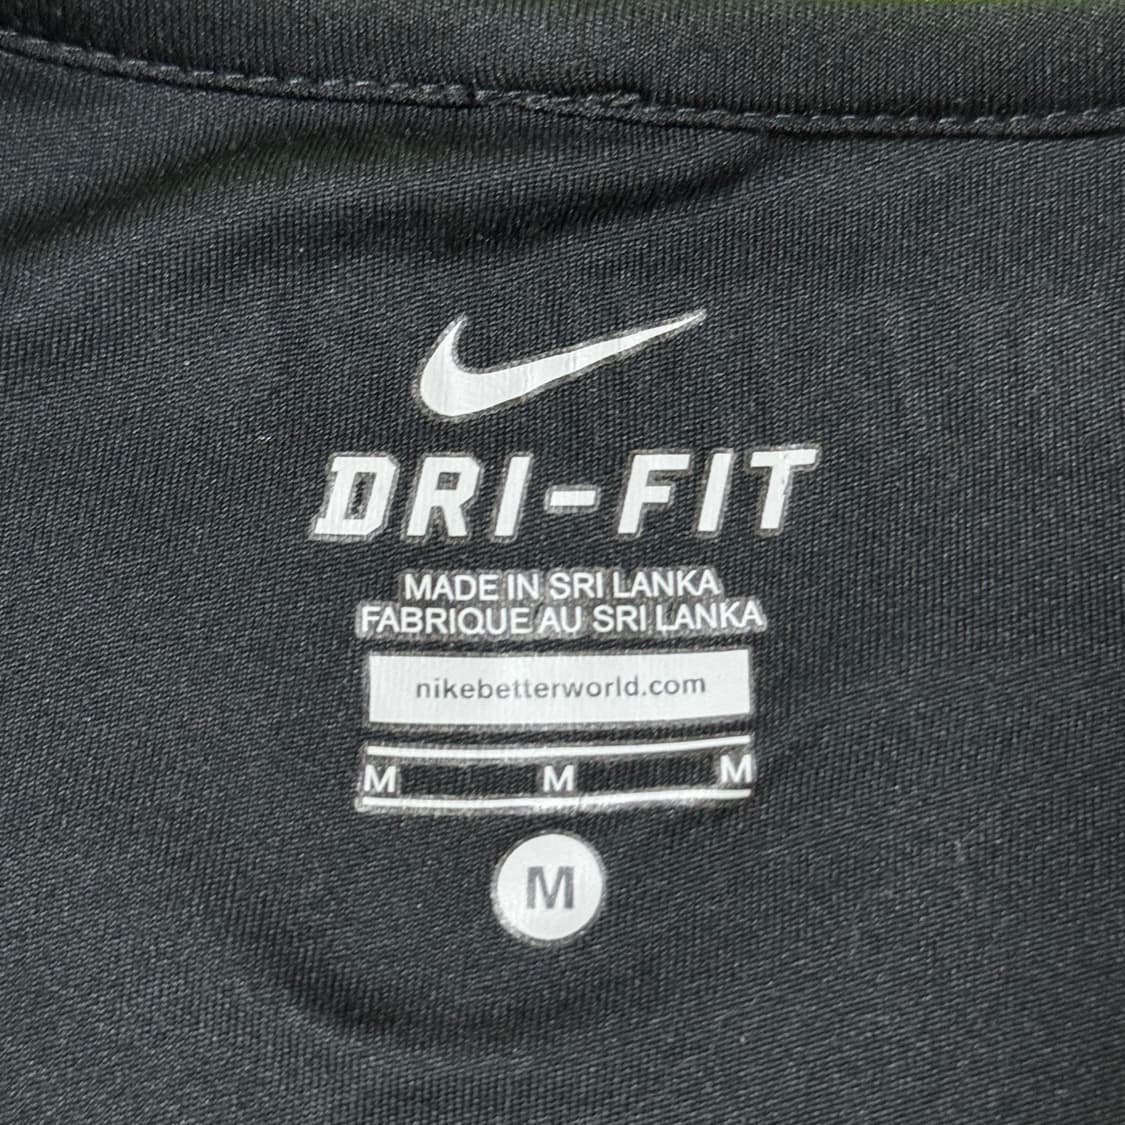 DRI-FIT
MADE IN SRI LANKA
FABRIQUE AU SRI LANKA
nikebetterworld.com
M M M
M